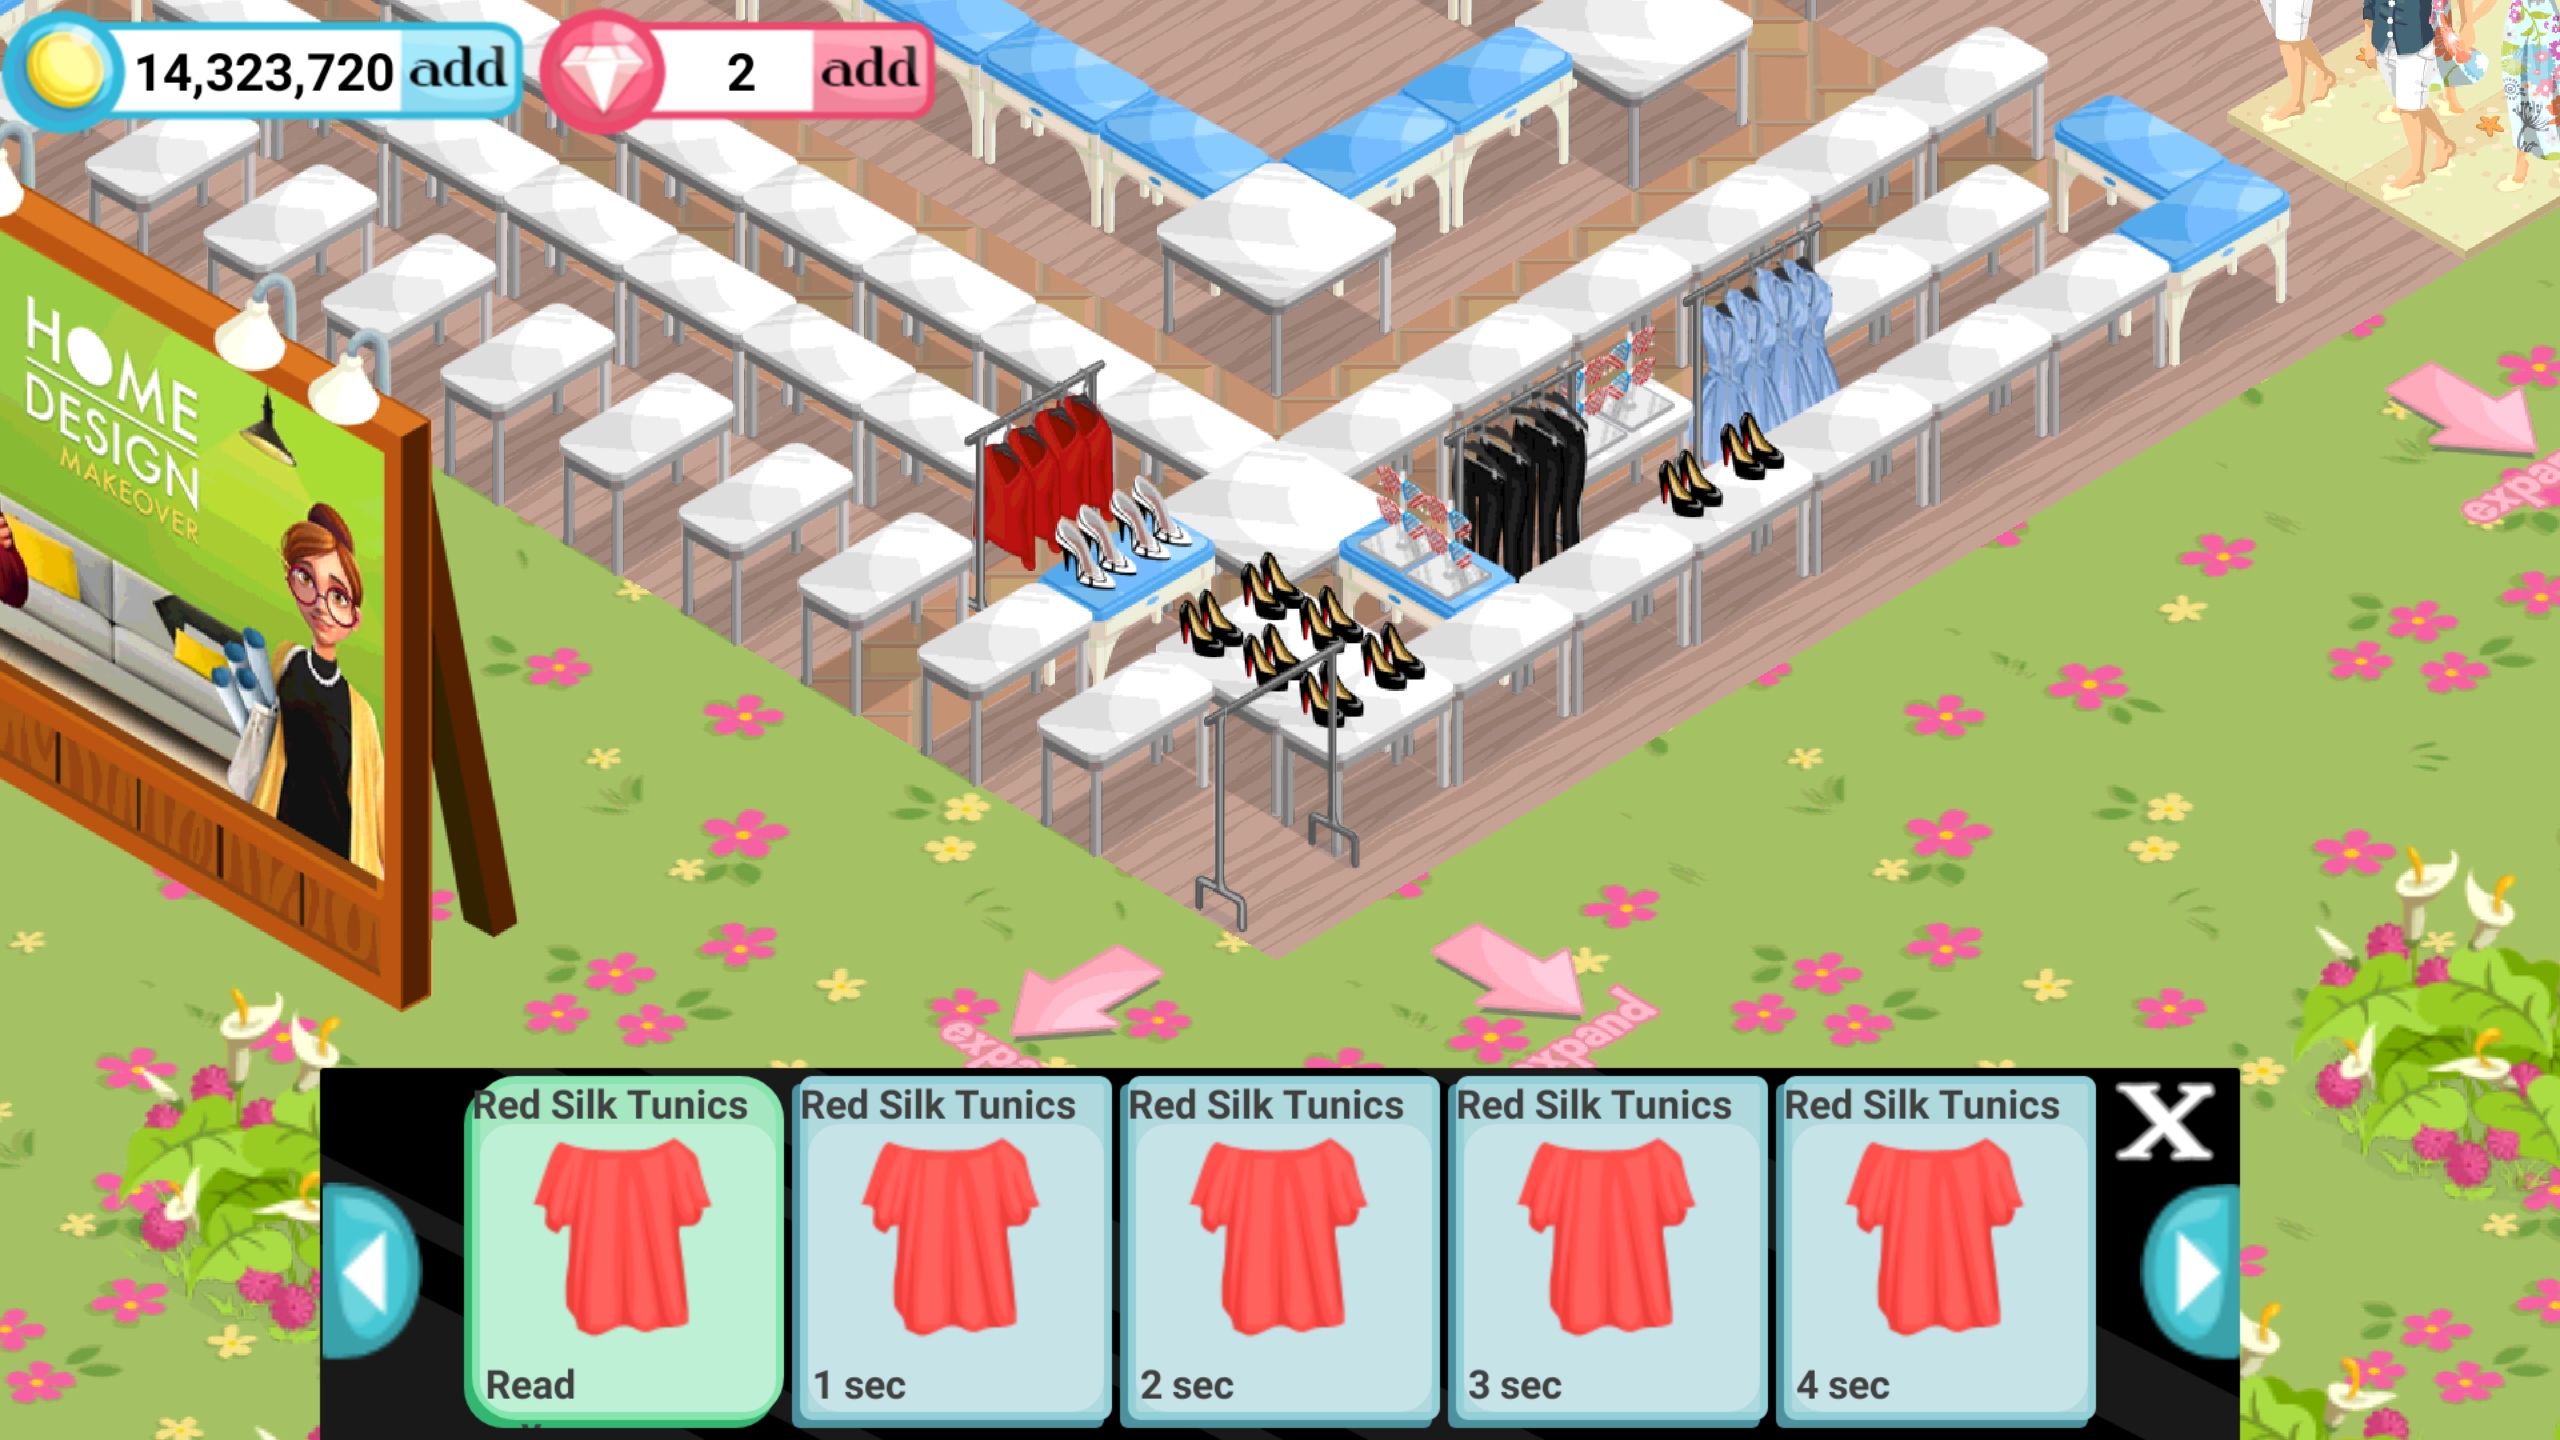 14,323,720 add
2 add
HOME
DESIGN
MAKEOVER
expand
Red Silk Tunics
Read
y
Red Silk Tunics
1 sec
Red Silk Tunics
2 sec
Red Silk Tunics
3 sec
Red Silk Tunics
4 sec
X